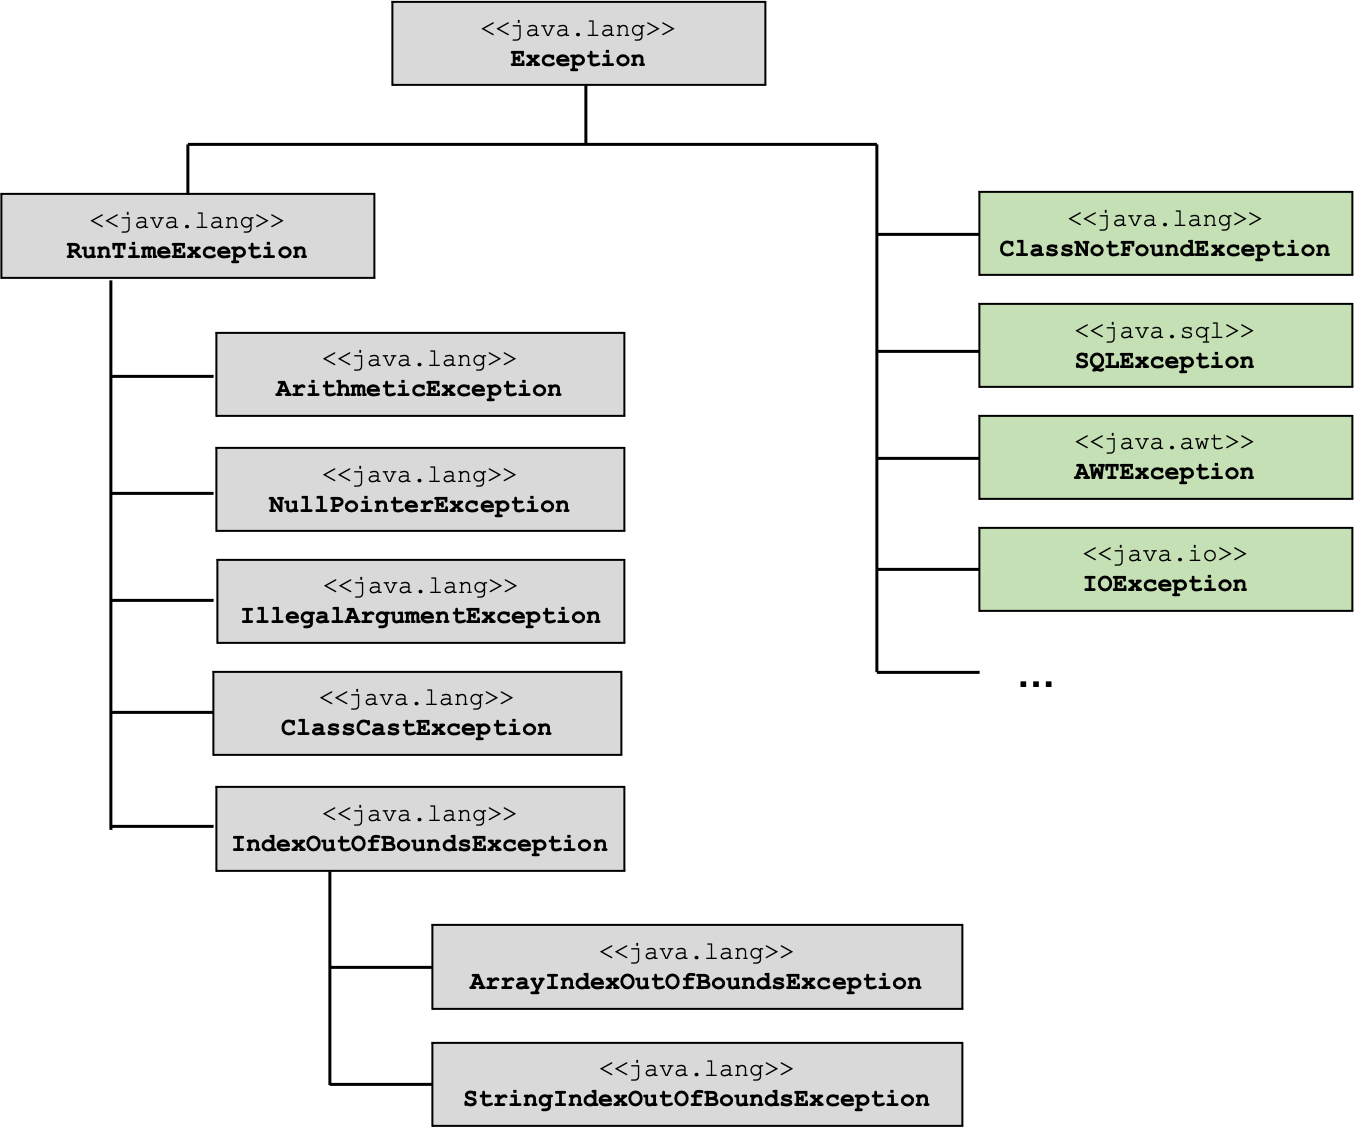 <<java.lang>>
Exception
<<java.lang>>
RunTimeException
<<java.lang>>
ArithmeticException
<<java.lang>>
NullPointerException
<<java.lang>>
IllegalArgumentException
<<java.lang>>
ClassCastException
<<java.lang>>
IndexOutOfBoundsException
<<java.lang>>
ArrayIndexOutOfBoundsException
<<java.lang>>
StringIndexOutOfBoundsException
<<java.lang>>
ClassNotFoundException
<<java.sql>>
SQLException
<<java.awt>>
AWTException
<<java.io>>
IOException
...